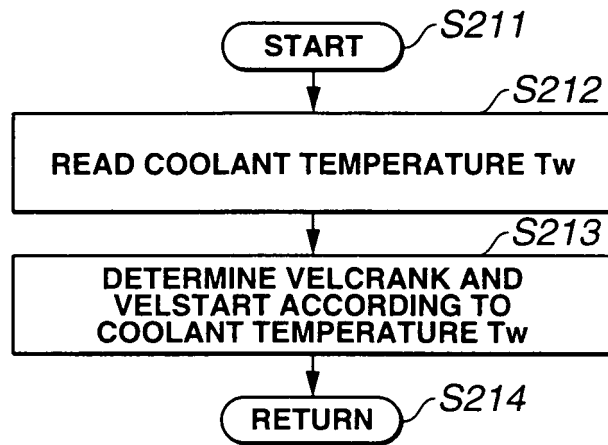 START
S211
S212
READ COOLANT TEMPERATURE Tw
S213
DETERMINE VELCRANK AND
VELSTART ACCORDING TO
COOLANT TEMPERATURE Tw
RETURN
S214